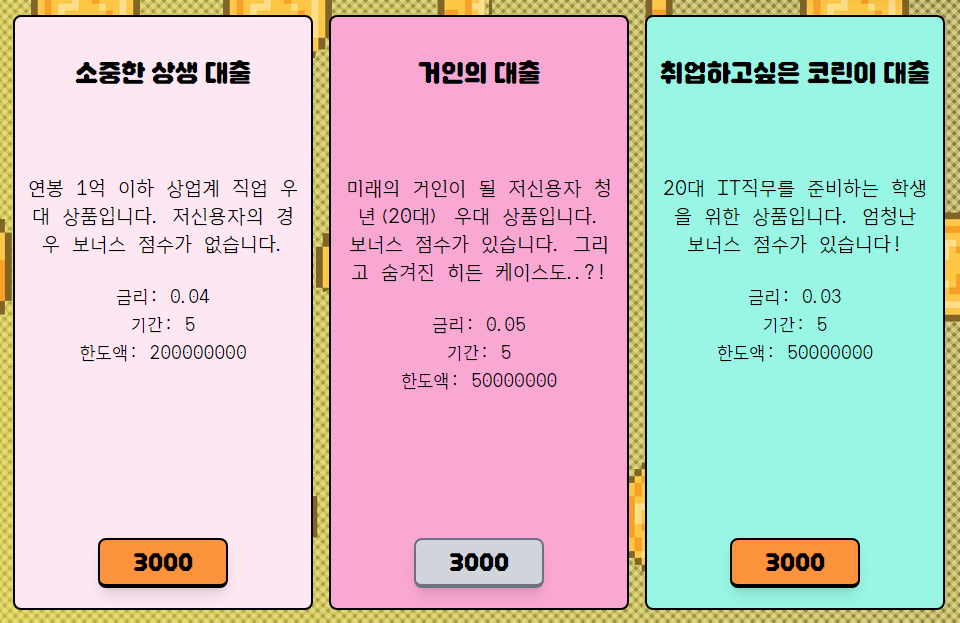 소중한 상생 대출
연봉 1억 이하 상업계 직업 우
대 상품입니다. 저신용자의 경
우 보너스 점수가 없습니다.
금리: 0.04
기간: 5
한도액: 200000000
3000
거인의 대출
미래의 거인이 될 저신용자 청
년(20대) 우대 상품입니다.
보너스 점수가 있습니다. 그리
고 숨겨진 히든 케이스도..?!
금리: 0.05
기간: 5
한도액: 50000000
3000
취업하고싶은 코린이 대출
20대 IT직무를 준비하는 학생
을 위한 상품입니다. 엄청난
보너스 점수가 있습니다!
금리: 0.03
기간: 5
한도액: 50000000
3000